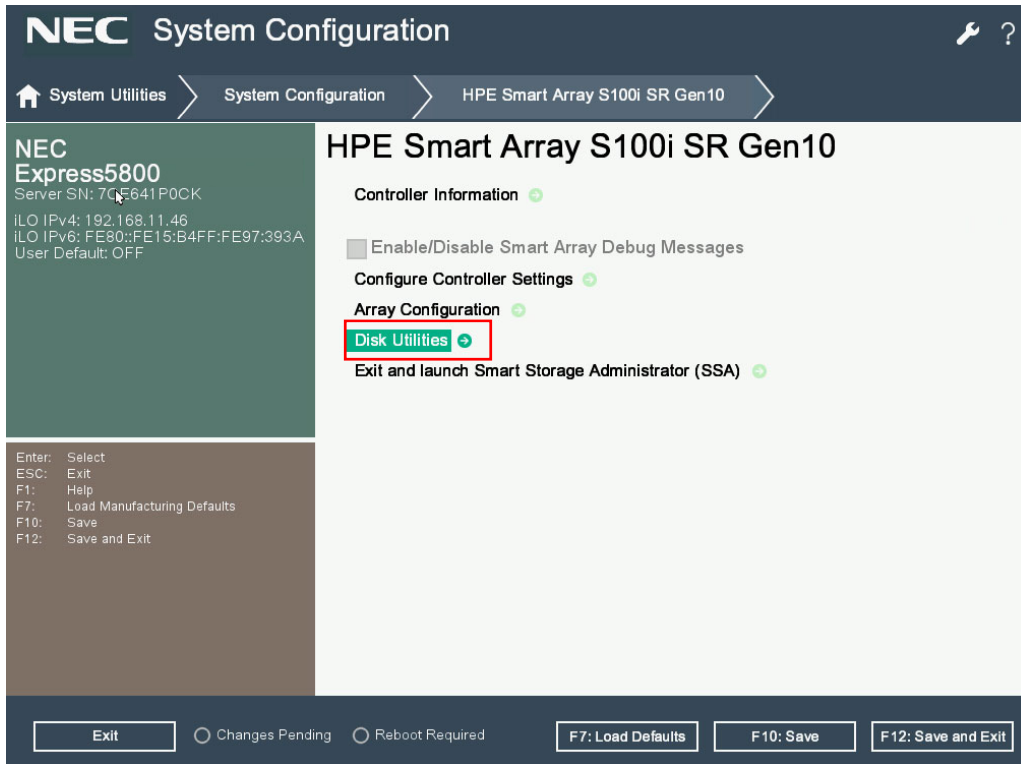 NEC System Configuration
?
System Utilities
System Configuration
HPE Smart Array S100i SR Gen10
NEC
Express5800
Server SN: 7CE641P0CK
iLO IPv4: 192.168.11.46
iLO IPv6: FE80::FE15:B4FF:FE97:393A
User Default: OFF
Enter: Select
ESC: Exit
F1: Help
F7: Load Manufacturing Defaults
F10: Save
F12: Save and Exit
HPE Smart Array S100i SR Gen10
Controller Information
Enable/Disable Smart Array Debug Messages
Configure Controller Settings
Array Configuration
Disk Utilities
Exit and launch Smart Storage Administrator (SSA)
Exit
Changes Pending
Reboot Required
F7: Load Defaults
F10: Save
F12: Save and Exit